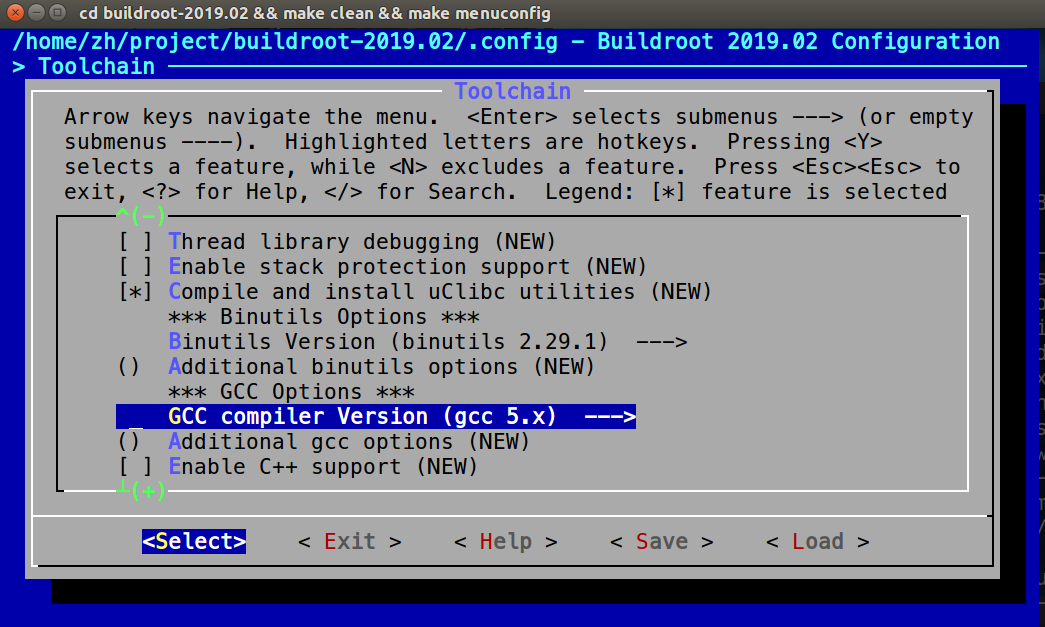 cd buildroot-2019.02 && make clean && make menuconfig
/home/zh/project/buildroot-2019.02/.config - Buildroot 2019.02 Configuration
> Toolchain
Toolchain
Arrow keys navigate the menu.  <Enter> selects submenus ---> (or empty
submenus ----).  Highlighted letters are hotkeys.  Pressing <Y>
selects a feature, while <N> excludes a feature.  Press <Esc><Esc> to
exit, <?> for Help, </> for Search.  Legend: [*] feature is selected
^(-)
[ ] Thread library debugging (NEW)
[ ] Enable stack protection support (NEW)
[*] Compile and install uClibc utilities (NEW)
*** Binutils Options ***
Binutils Version (binutils 2.29.1)  --->
()  Additional binutils options (NEW)
*** GCC Options ***
GCC compiler Version (gcc 5.x)  --->
()  Additional gcc options (NEW)
[ ] Enable C++ support (NEW)
┴(+)
<Select>    < Exit >    < Help >    < Save >    < Load >